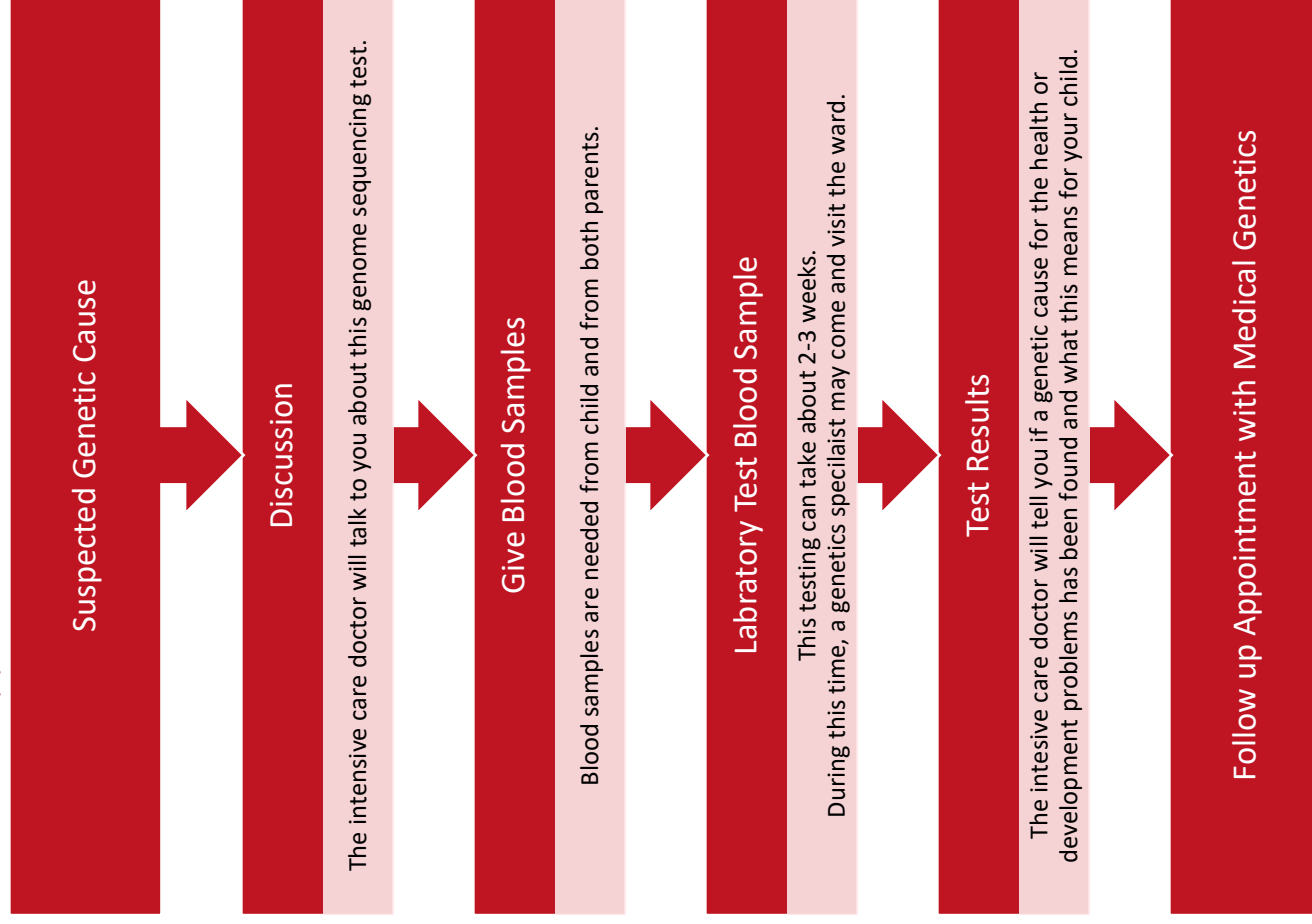 Suspected Genetic Cause
Discussion
The intensive care doctor will talk to you about this genome sequencing test.
Give Blood Samples
Blood samples are needed from child and from both parents.
Labratory Test Blood Sample
This testing can take about 2-3 weeks.
During this time, a genetics specilaist may come and visit the ward.
Test Results
The intesive care doctor will tell you if a genetic cause for the health or
development problems has been found and what this means for your child.
Follow up Appointment with Medical Genetics